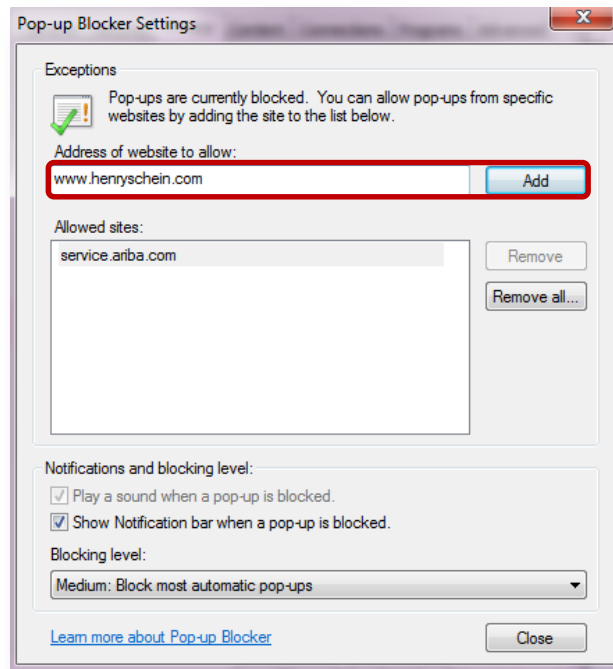 Pop-up Blocker Settings
Exceptions
Pop-ups are currently blocked. You can allow pop-ups from specific
websites by adding the site to the list below.
Address of website to allow:
www.henryschein.com
Add
Allowed sites:
service.ariba.com
Remove
Remove all...
Notifications and blocking level:
Play a sound when a pop-up is blocked.
Show Notification bar when a pop-up is blocked.
Blocking level:
Medium: Block most automatic pop-ups
Learn more about Pop-up Blocker
Close